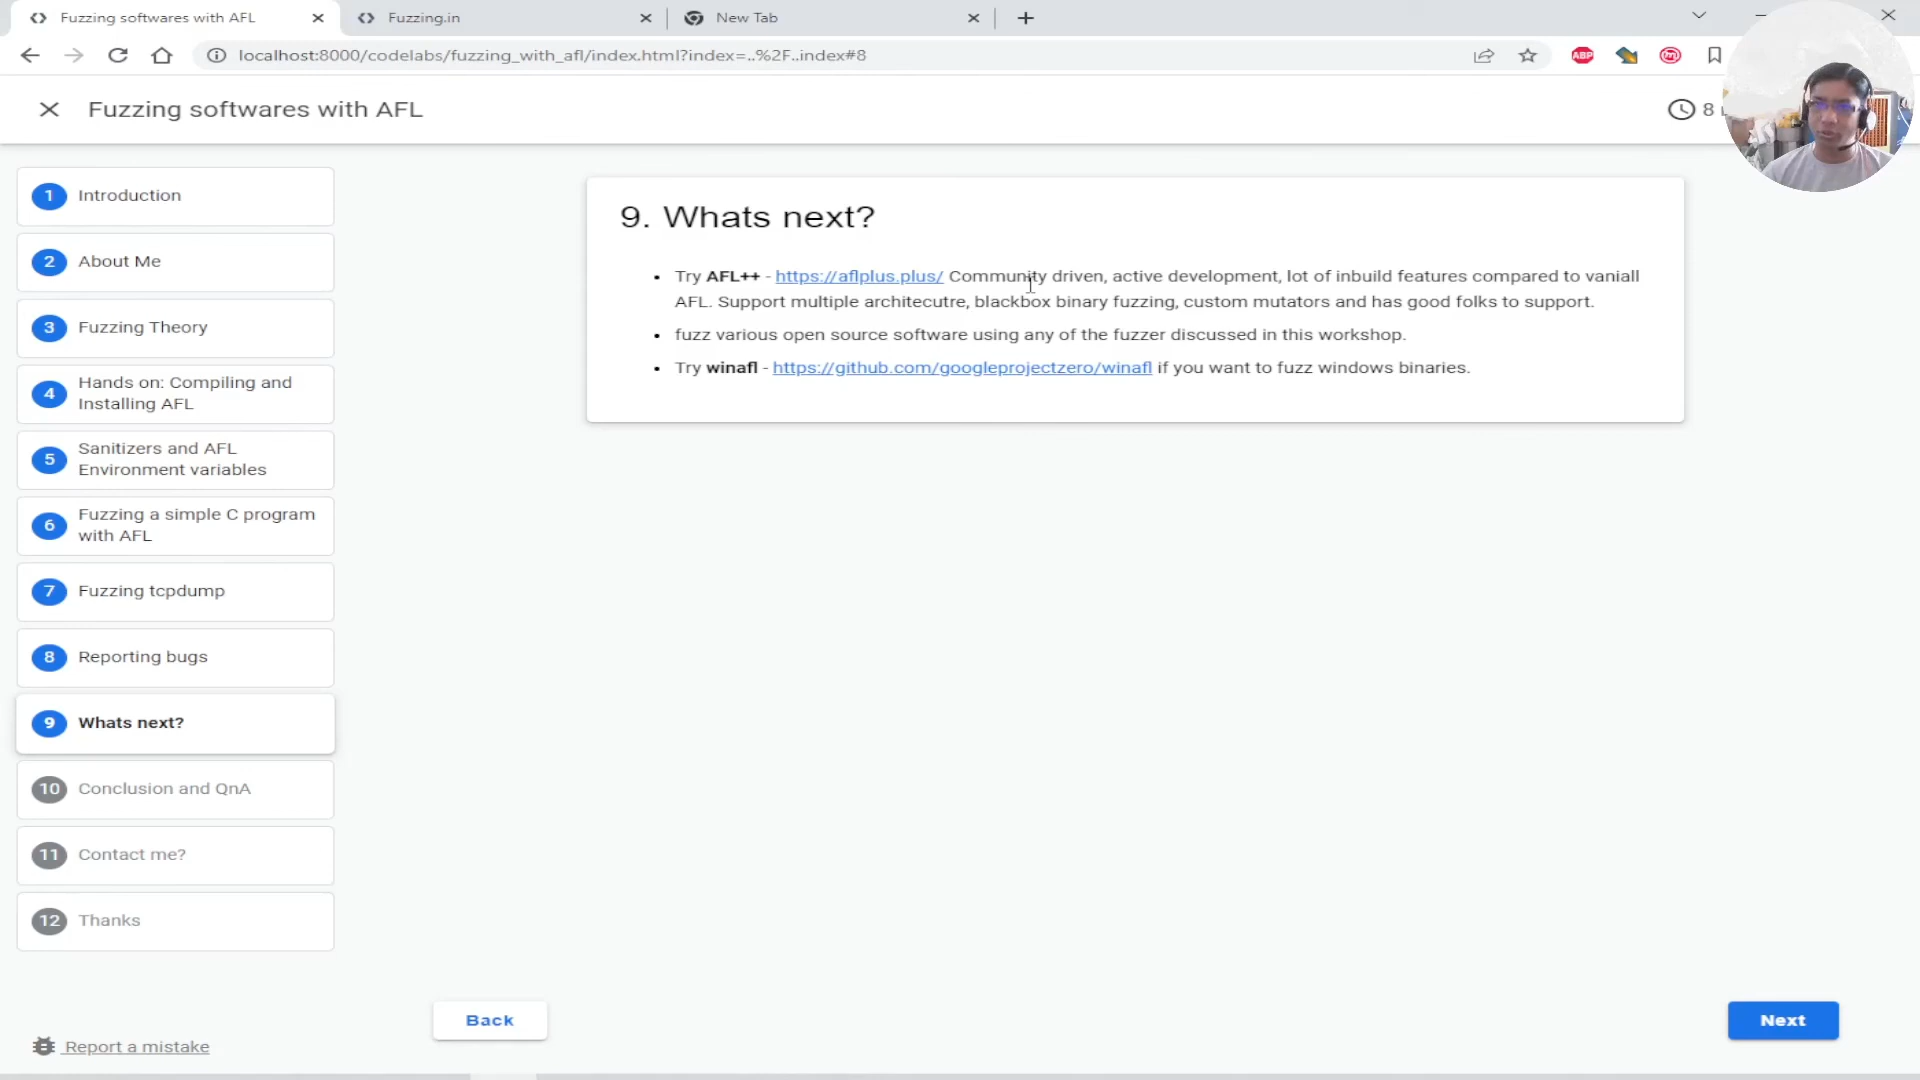 Fuzzing softwares with AFL
Fuzzing.in
New Tab
localhost:8000/codelabs/fuzzing_with_afl/index.html?index=..%2F..index#8
ABP
Fuzzing softwares with AFL
8
1 Introduction
2 About Me
3 Fuzzing Theory
4 Hands on: Compiling and
Installing AFL
5 Sanitizers and AFL
Environment variables
6 Fuzzing a simple C program
with AFL
7 Fuzzing tcpdump
8 Reporting bugs
9 Whats next?
10 Conclusion and QnA
11 Contact me?
12 Thanks
Report a mistake
9. Whats next?
• Try AFL++ - https://aflplus.plus/ Community driven, active development, lot of inbuild features compared to vaniall
AFL. Support multiple architecutre, blackbox binary fuzzing, custom mutators and has good folks to support.
• fuzz various open source software using any of the fuzzer discussed in this workshop.
• Try winafl - https://github.com/googleprojectzero/winafl if you want to fuzz windows binaries.
Back
Next